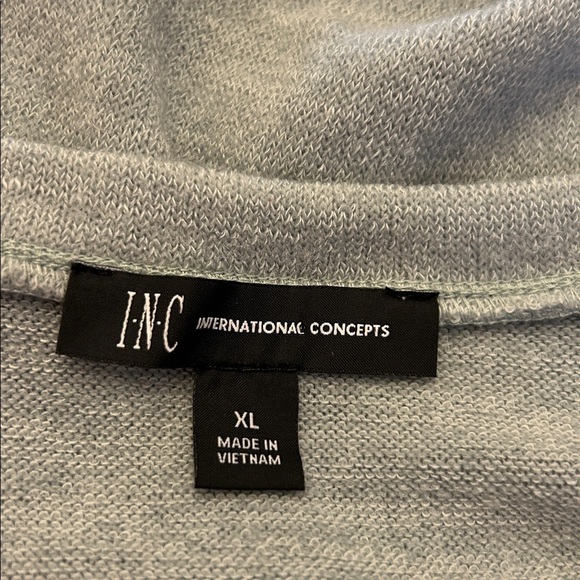 I·N·C INTERNATIONAL CONCEPTS
XL
MADE IN
VIETNAM